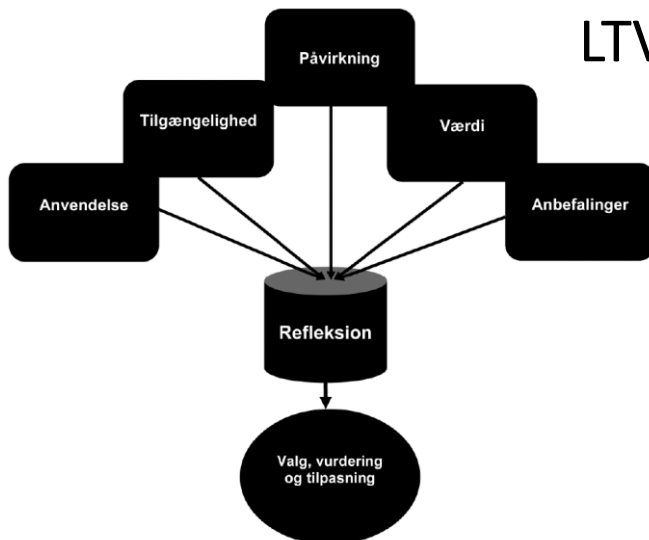 LTV
Påvirkning
Tilgængelighed
Værdi
Anvendelse
Anbefalinger
Refleksion
Valg, vurdering
og tilpasning